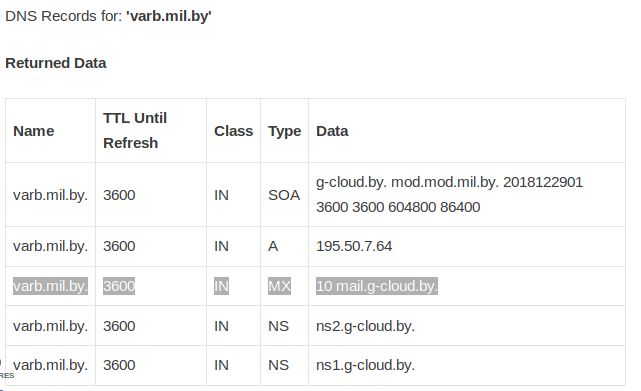 DNS Records for: 'varb.mil.by'
Returned Data
Name TTL Until Refresh Class Type Data
varb.mil.by. 3600 IN SOA g-cloud.by. mod.mod.mil.by. 2018122901 3600 3600 604800 86400
varb.mil.by. 3600 IN A 195.50.7.64
varb.mil.by. 3600 IN MX 10 mail.g-cloud.by.
varb.mil.by. 3600 IN NS ns2.g-cloud.by.
varb.mil.by. 3600 IN NS ns1.g-cloud.by.